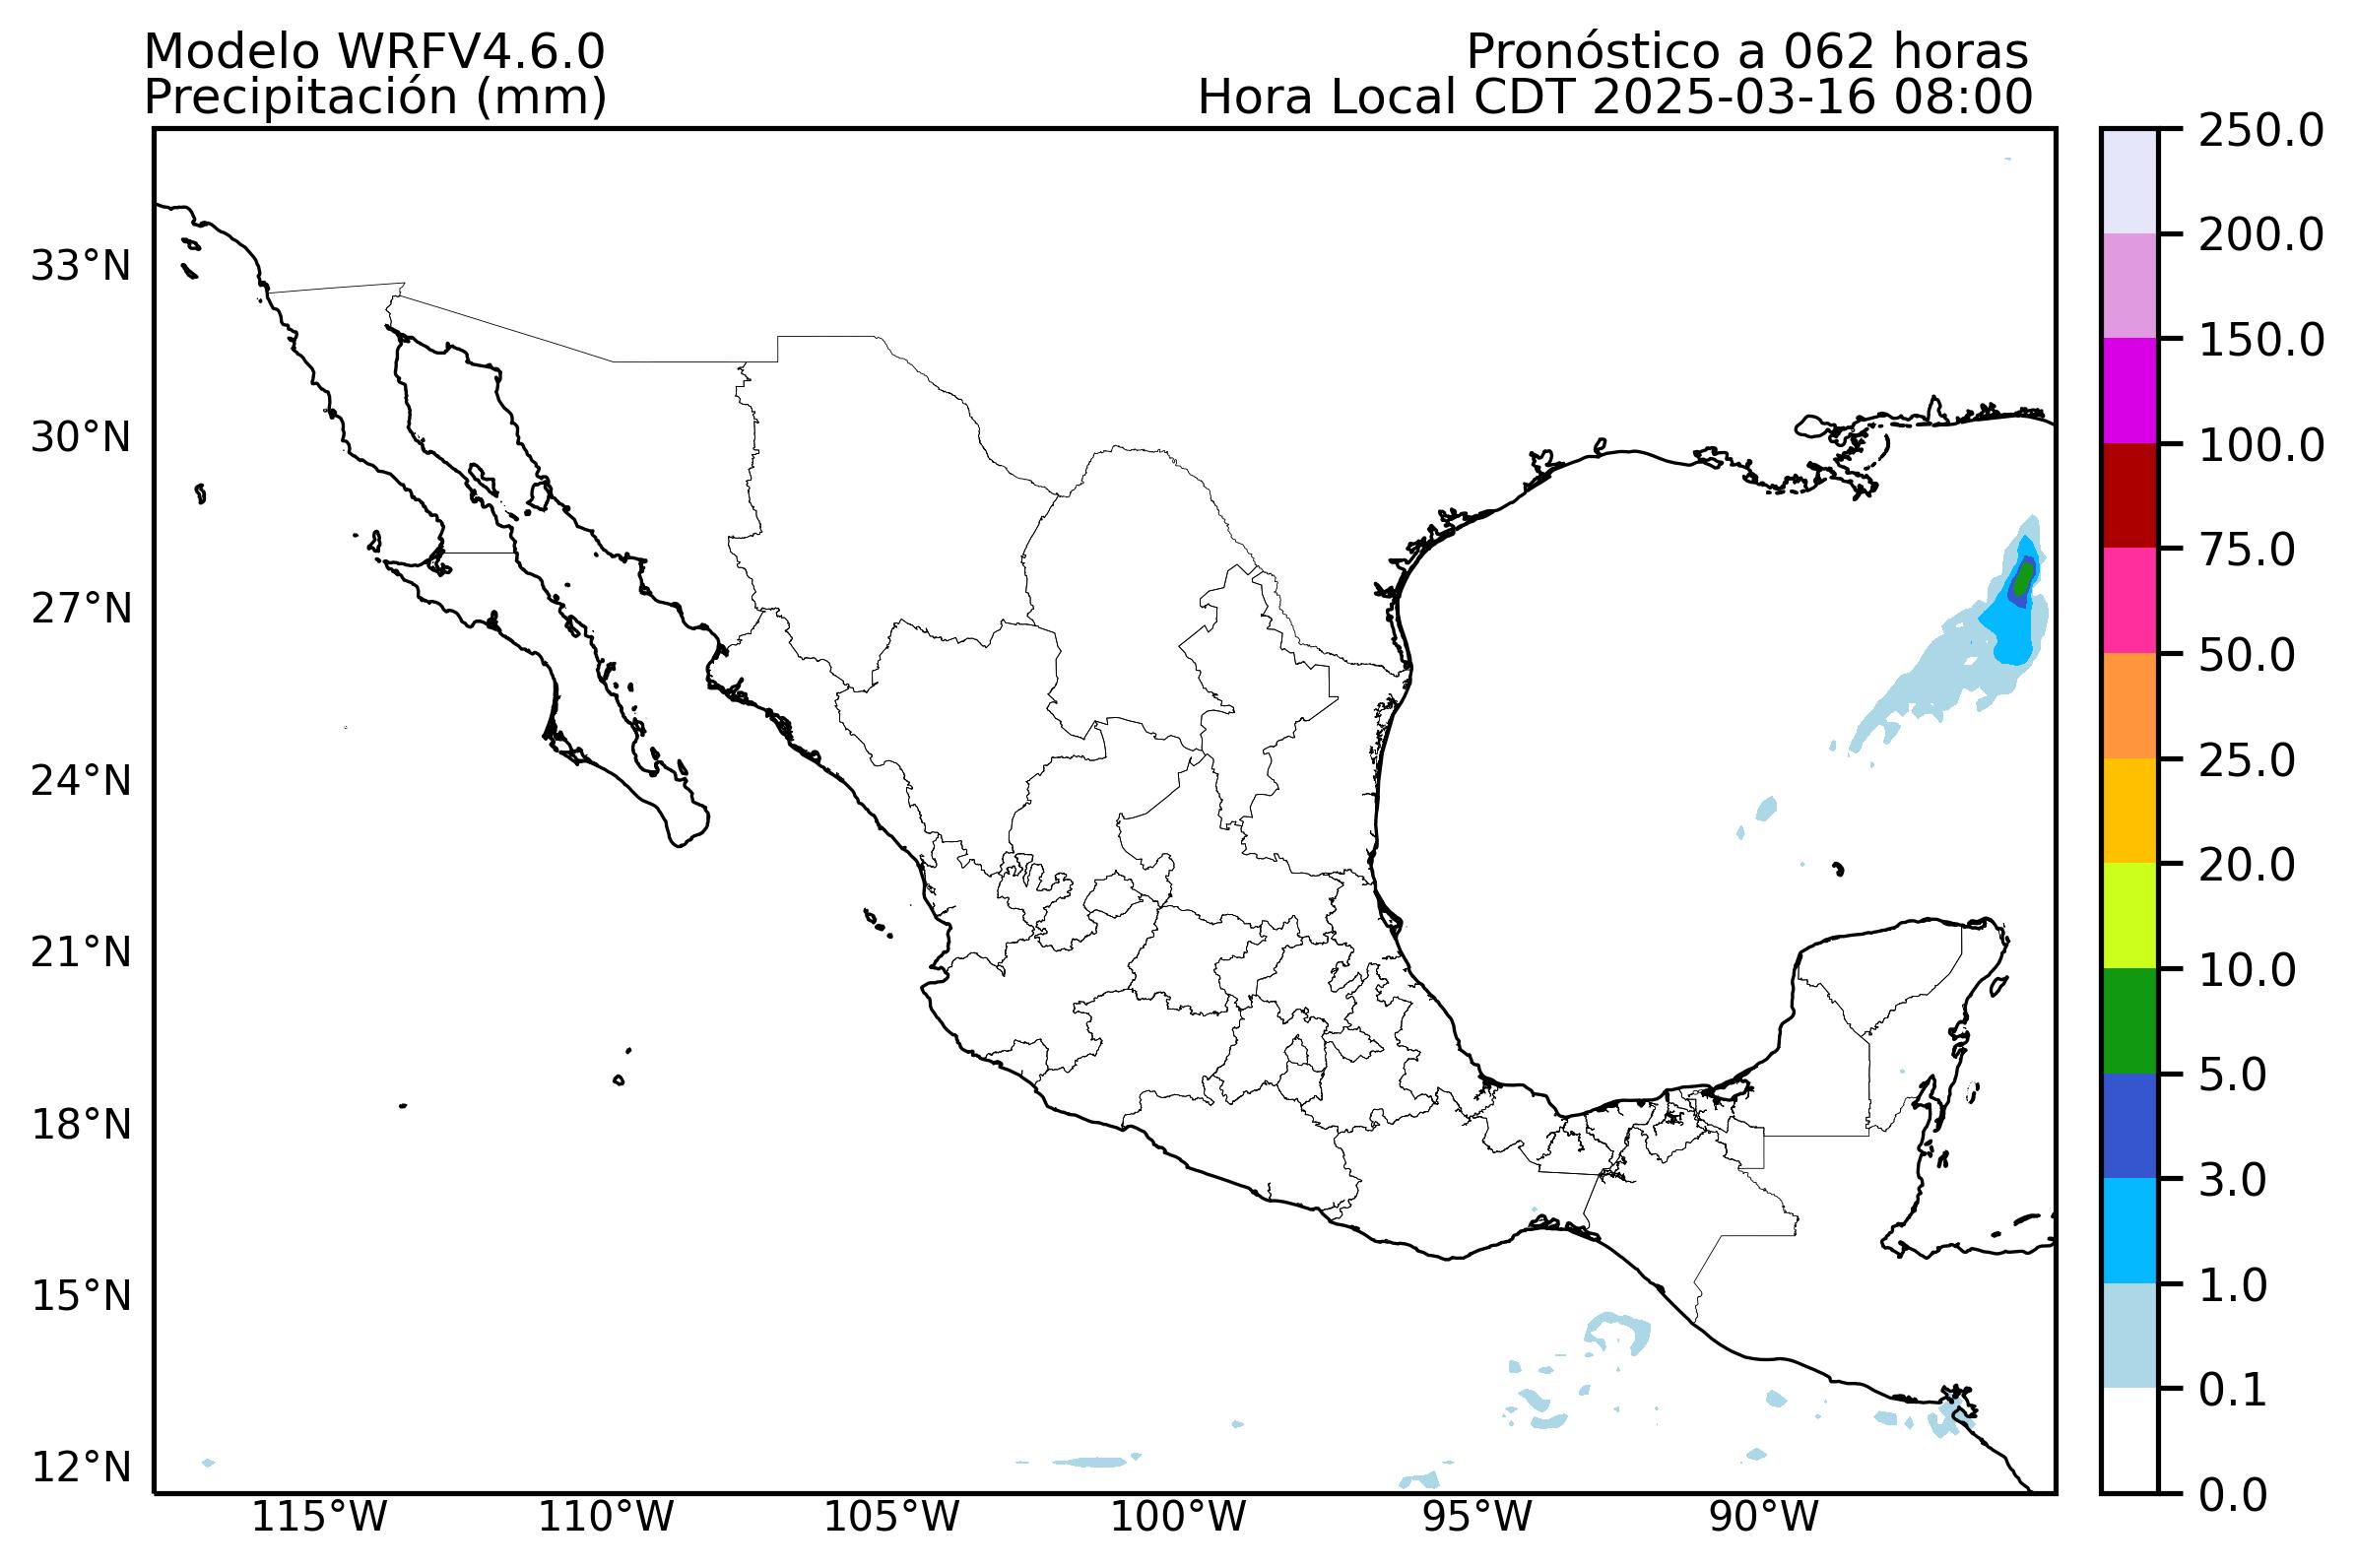 Modelo WRFV4.6.0
Precipitación (mm)
Pronóstico a 062 horas
Hora Local CDT 2025-03-16 08:00
33°N
30°N
27°N
24°N
21°N
18°N
15°N
12°N
115°W
110°W
105°W
100°W
95°W
90°W
250.0
200.0
150.0
100.0
75.0
50.0
25.0
20.0
10.0
5.0
3.0
1.0
0.1
0.0